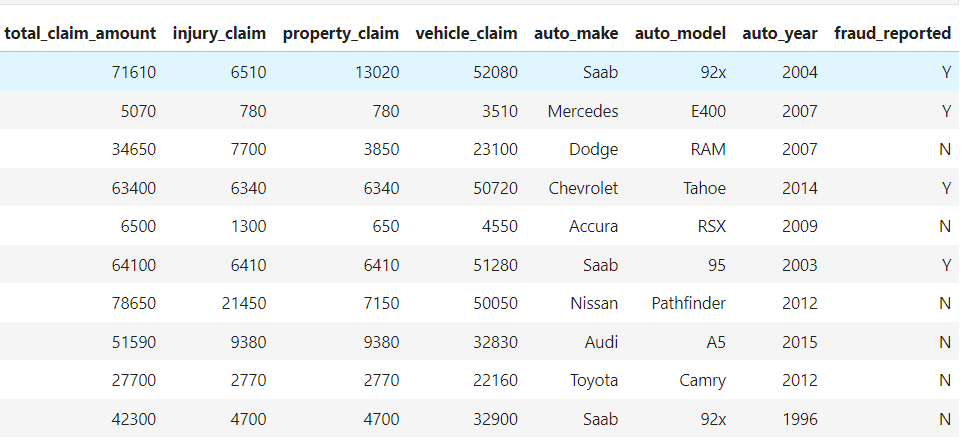 total_claim_amount injury_claim property_claim vehicle_claim auto_make auto_model auto_year fraud_reported
71610 6510 13020 52080 Saab 92x 2004 Y
5070 780 780 3510 Mercedes E400 2007 Y
34650 7700 3850 23100 Dodge RAM 2007 N
63400 6340 6340 50720 Chevrolet Tahoe 2014 Y
6500 1300 650 4550 Accura RSX 2009 N
64100 6410 6410 51280 Saab 95 2003 Y
78650 21450 7150 50050 Nissan Pathfinder 2012 N
51590 9380 9380 32830 Audi A5 2015 N
27700 2770 2770 22160 Toyota Camry 2012 N
42300 4700 4700 32900 Saab 92x 1996 N